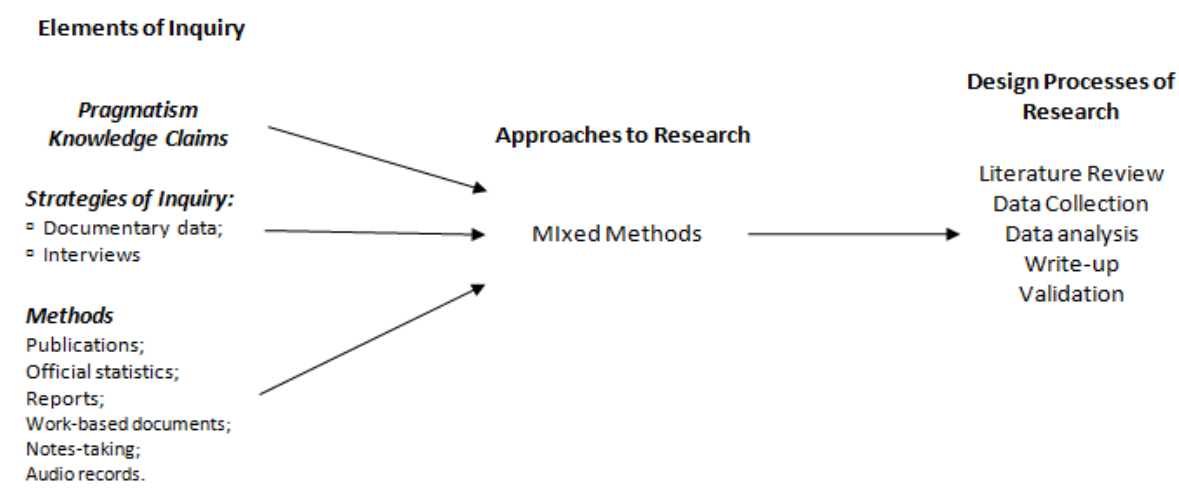 Elements of Inquiry
Pragmatism
Knowledge Claims
Strategies of Inquiry:
▫ Documentary data;
▫ Interviews
Methods
Publications;
Official statistics;
Reports;
Work-based documents;
Notes-taking;
Audio records.
Approaches to Research
MIxed Methods
Design Processes of
Research
Literature Review
Data Collection
Data analysis
Write-up
Validation